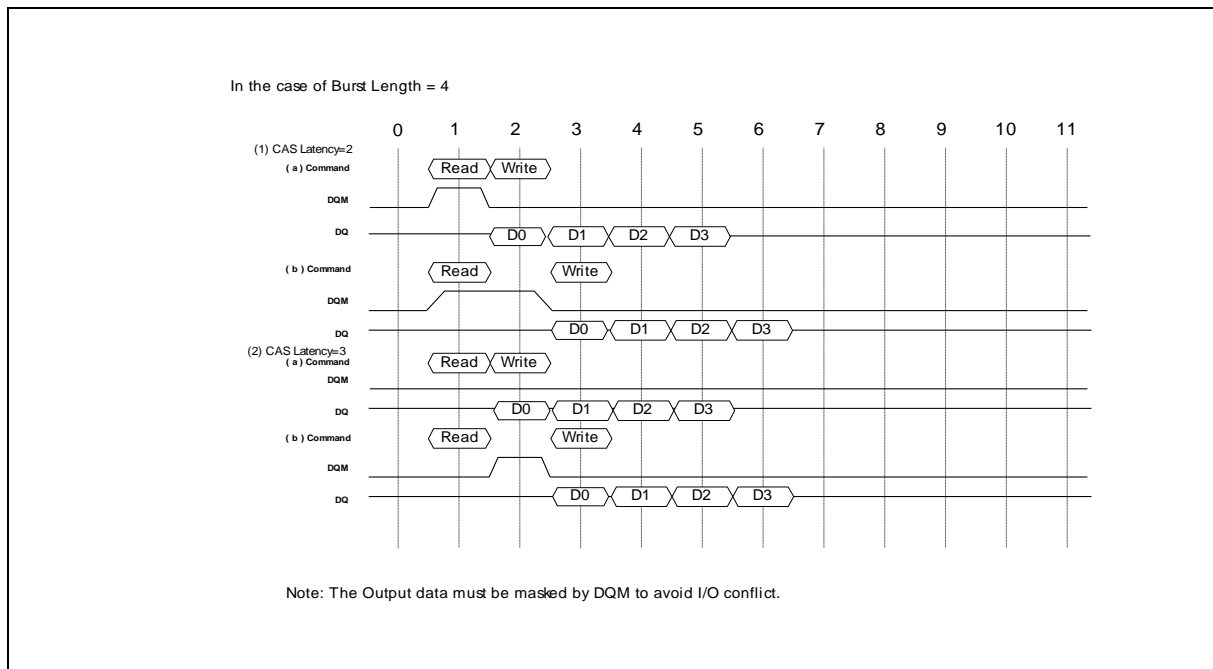 In the case of Burst Length = 4
0 1 2 3 4 5 6 7 8 9 10 11
(1) CAS Latency=2
( a ) Command Read Write
DQM
DQ D0 D1 D2 D3
( b ) Command Read Write
DQM
DQ D0 D1 D2 D3
(2) CAS Latency=3
( a ) Command Read Write
DQM
DQ D0 D1 D2 D3
( b ) Command Read Write
DQM
DQ D0 D1 D2 D3
Note: The Output data must be masked by DQM to avoid I/O conflict.